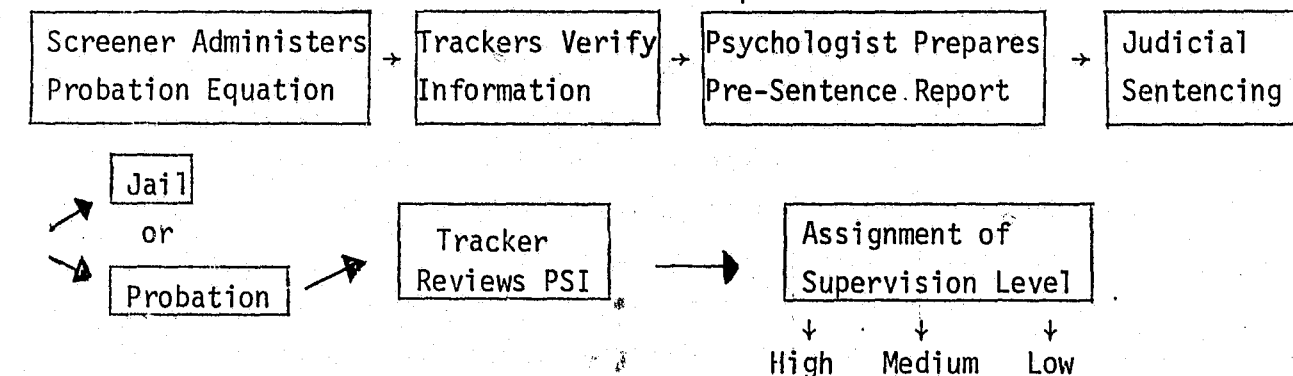 Screener Administers
Probation Equation
Trackers Verify
Information
Psychologist Prepares
Pre-Sentence Report
Judicial
Sentencing
Jail
or
Probation
Tracker
Reviews PSI
Assignment of
Supervision Level
High Medium Low